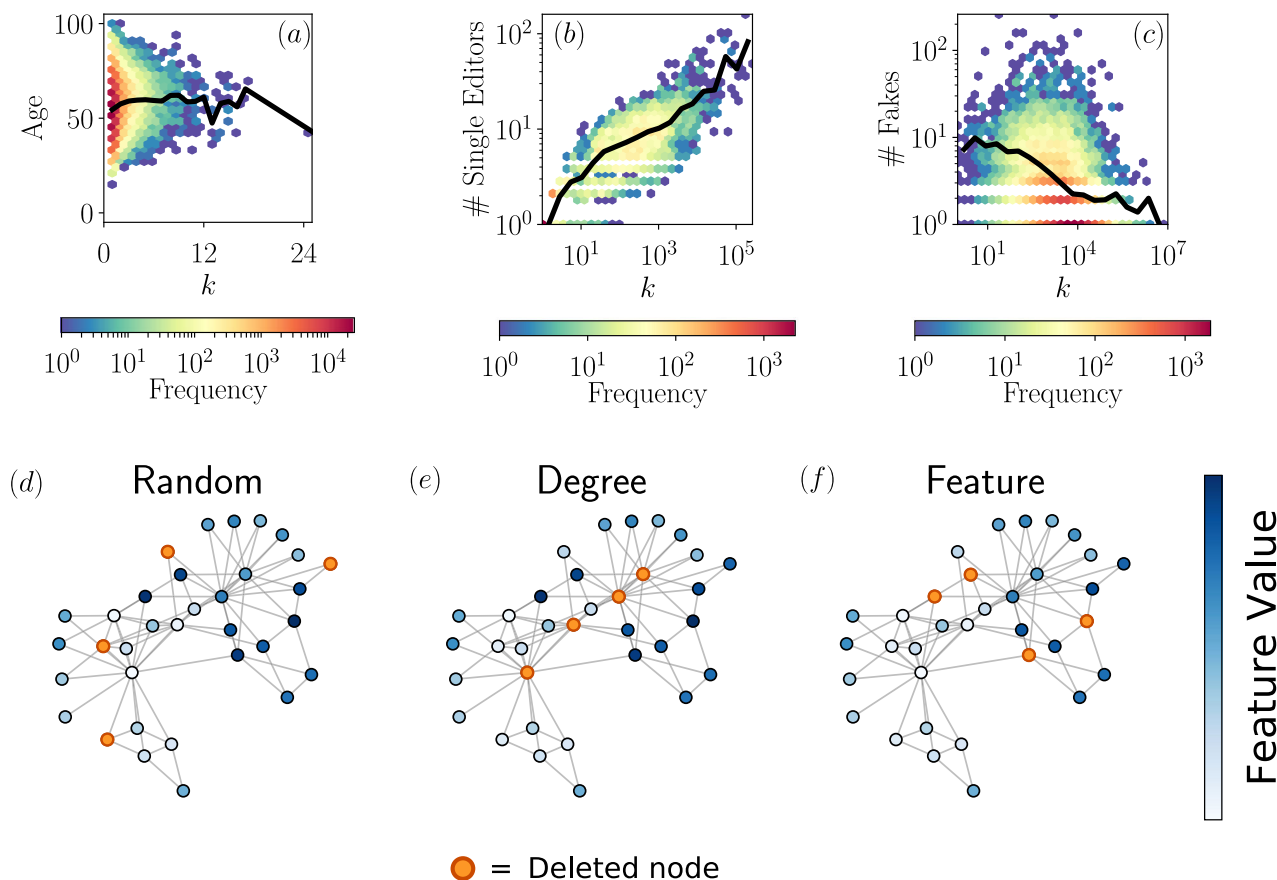 (a)
100
50
0
Age
0 12 24
k
10^0 10^1 10^2 10^3 10^4
Frequency
(b)
10^2
10^1
10^0
# Single Editors
10^1 10^3 10^5
k
10^0 10^1 10^2 10^3
Frequency
(c)
10^2
10^1
10^0
# Fakes
10^1 10^4 10^7
k
10^0 10^1 10^2 10^3
Frequency
(d) Random
(e) Degree
(f) Feature
Feature Value
= Deleted node